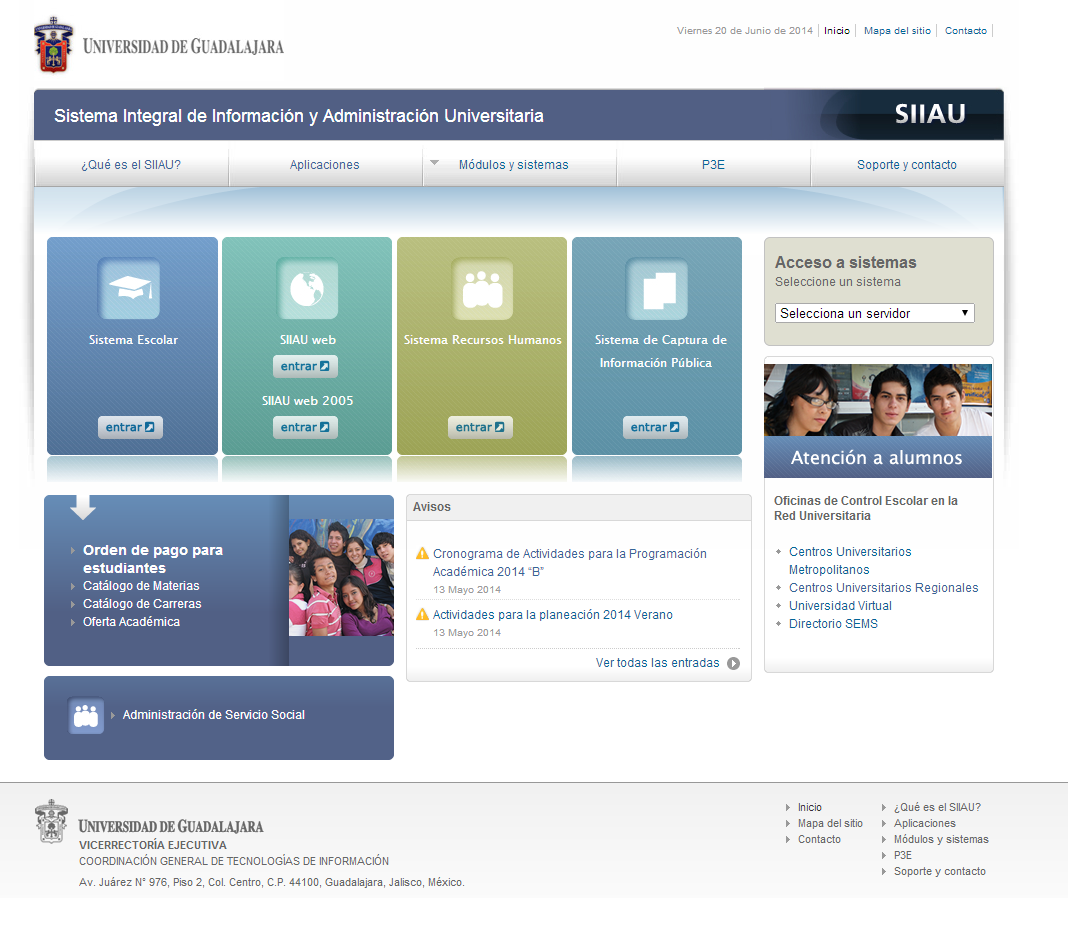 UNIVERSIDAD DE GUADALAJARA
Viernes 20 de Junio de 2014 Inicio Mapa del sitio Contacto
Sistema Integral de Información y Administración Universitaria
SIIAU
¿Qué es el SIIAU? Aplicaciones Módulos y sistemas P3E Soporte y contacto
Sistema Escolar
entrar
SIIAU web
entrar
SIIAU web 2005
entrar
Sistema Recursos Humanos
entrar
Sistema de Captura de
Información Pública
entrar
Acceso a sistemas
Seleccione un sistema
Selecciona un servidor
Atención a alumnos
Oficinas de Control Escolar en la
Red Universitaria
Centros Universitarios
Metropolitanos
Centros Universitarios Regionales
Universidad Virtual
Directorio SEMS
Orden de pago para
estudiantes
Catálogo de Materias
Catálogo de Carreras
Oferta Académica
Avisos
Cronograma de Actividades para la Programación
Académica 2014 “B”
13 Mayo 2014
Actividades para la planeación 2014 Verano
13 Mayo 2014
Ver todas las entradas
Administración de Servicio Social
UNIVERSIDAD DE GUADALAJARA
VICERRECTORÍA EJECUTIVA
COORDINACIÓN GENERAL DE TECNOLOGÍAS DE INFORMACIÓN
Av. Juárez N° 976, Piso 2, Col. Centro, C.P. 44100, Guadalajara, Jalisco, México.
Inicio
Mapa del sitio
Contacto
¿Qué es el SIIAU?
Aplicaciones
Módulos y sistemas
P3E
Soporte y contacto